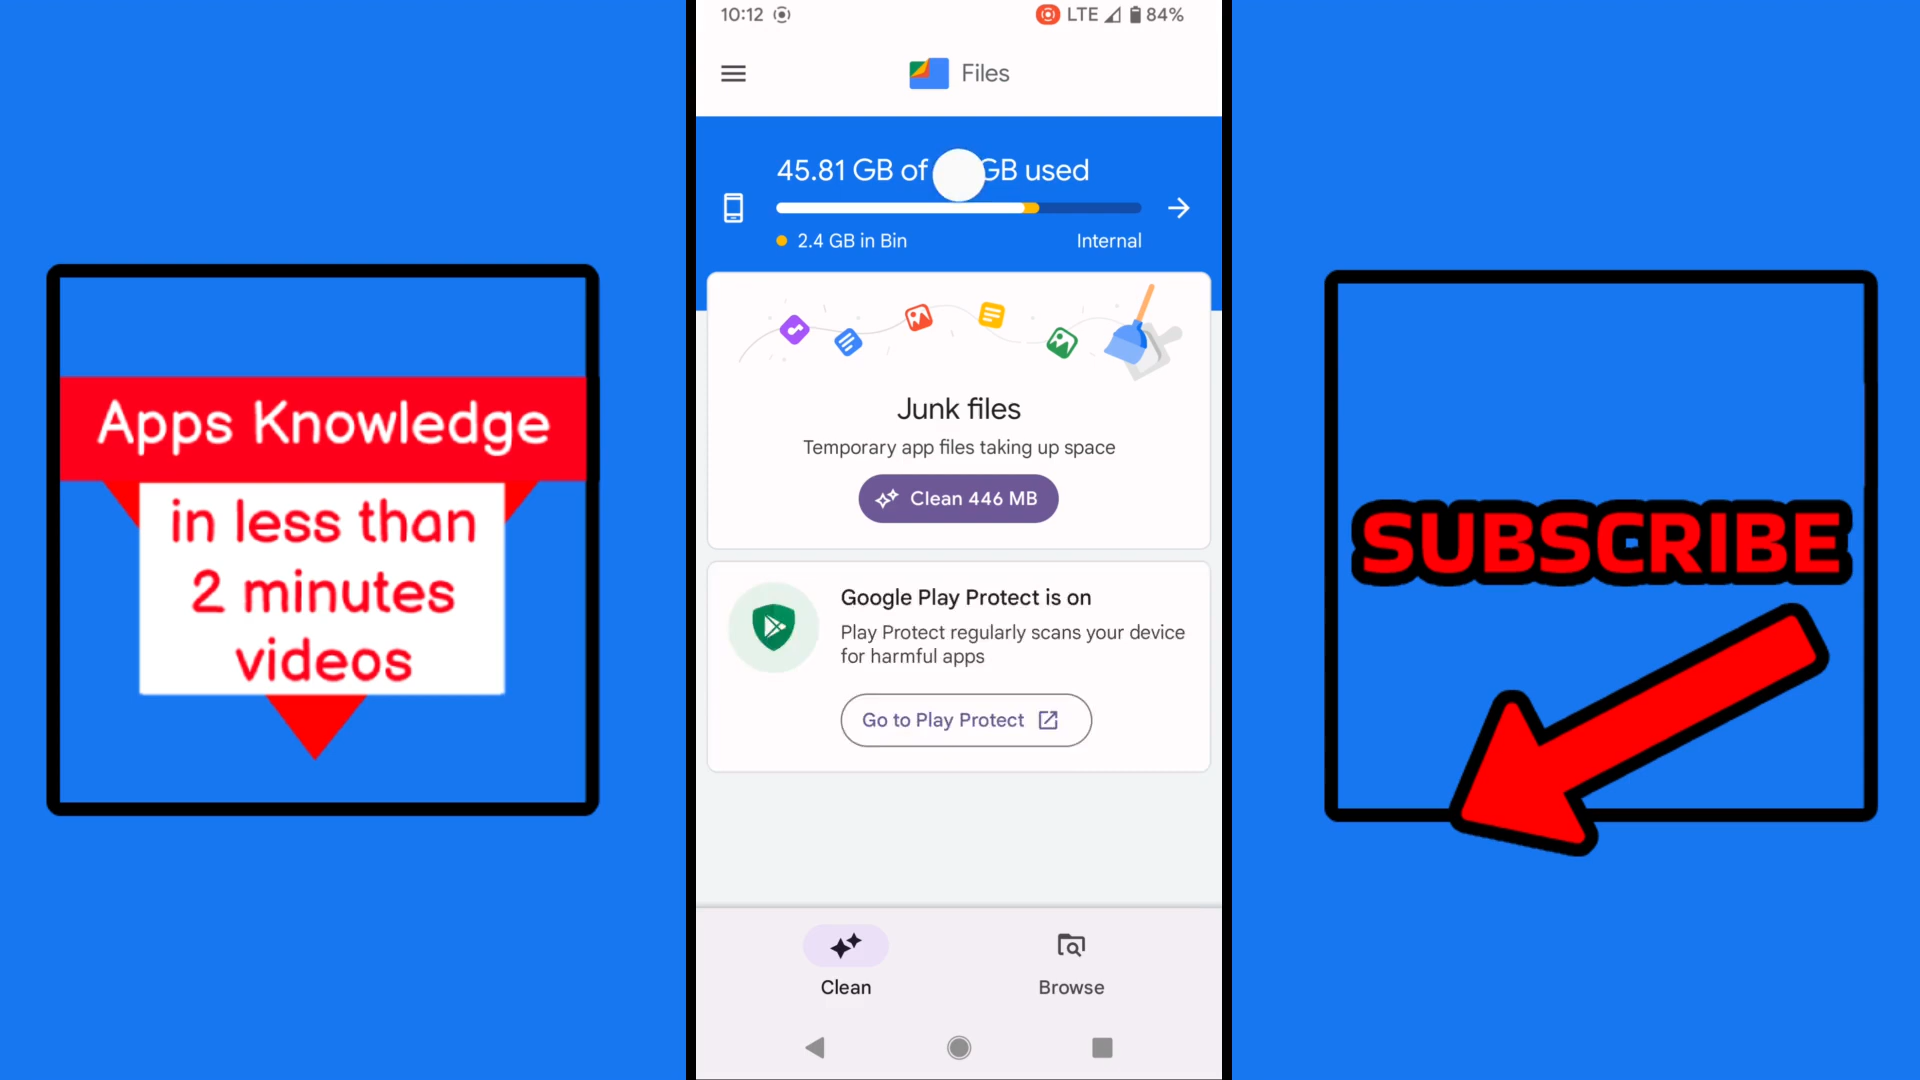 10:12 LTE 84%
Files
45.81 GB of GB used
2.4 GB in Bin Internal
Junk files
Temporary app files taking up space
Clean 446 MB
Google Play Protect is on
Play Protect regularly scans your device
for harmful apps
Go to Play Protect
Clean Browse
Apps Knowledge
in less than
2 minutes
videos
SUBSCRIBE